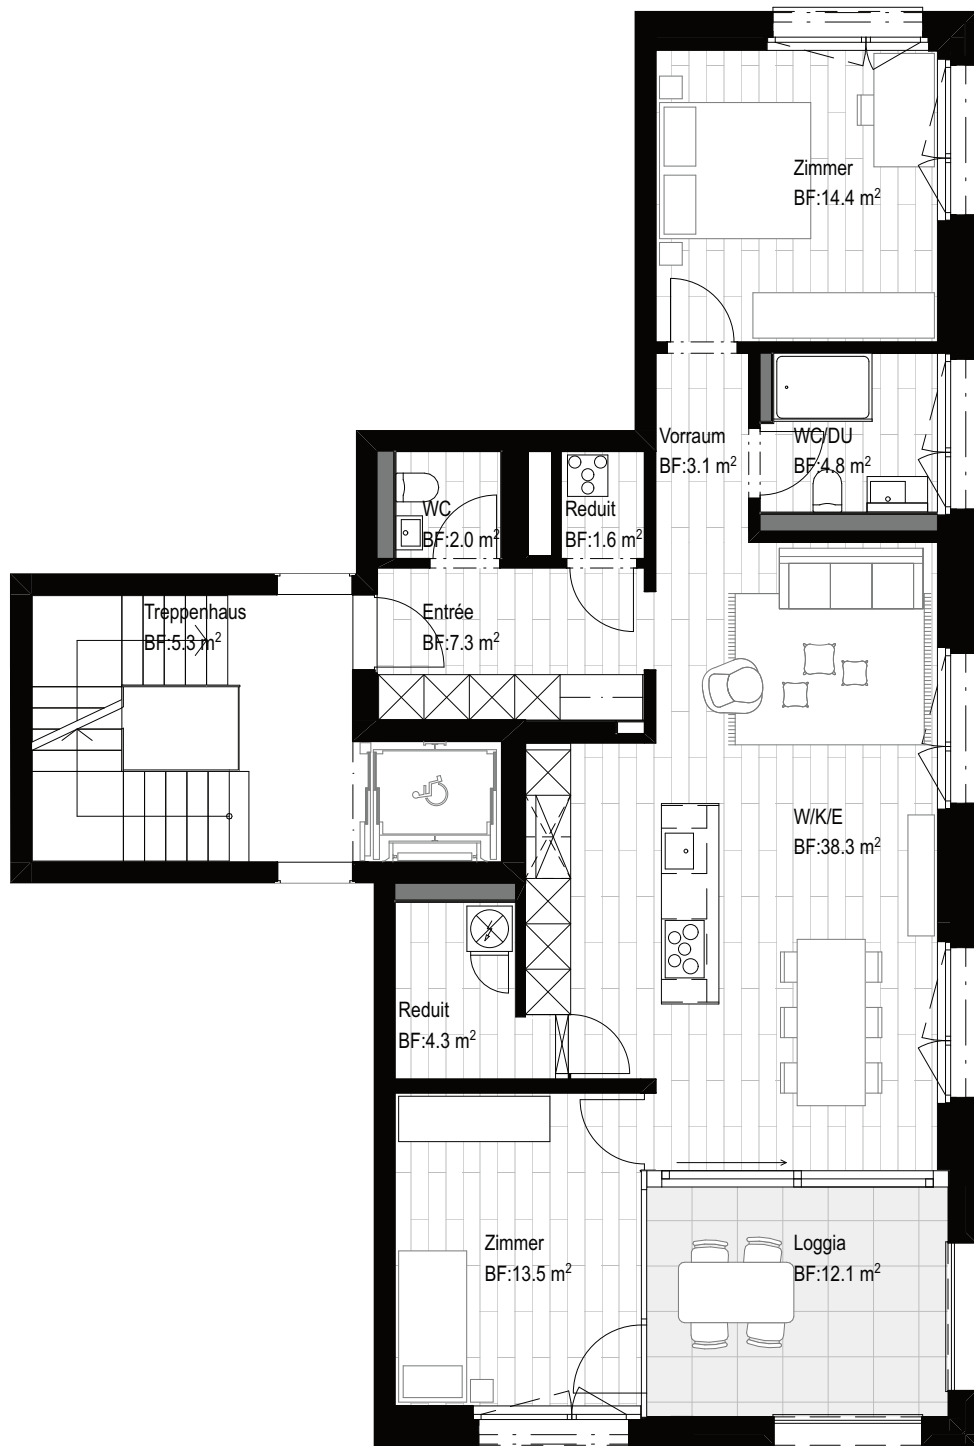 Zimmer
BF:14.4 m²
Vorraum
BF:3.1 m²
WC/DU
BF:4.8 m²
WC
BF:2.0 m²
Reduit
BF:1.6 m²
Treppenhaus
BF:5.3 m²
Entrée
BF:7.3 m²
W/K/E
BF:38.3 m²
Reduit
BF:4.3 m²
Zimmer
BF:13.5 m²
Loggia
BF:12.1 m²